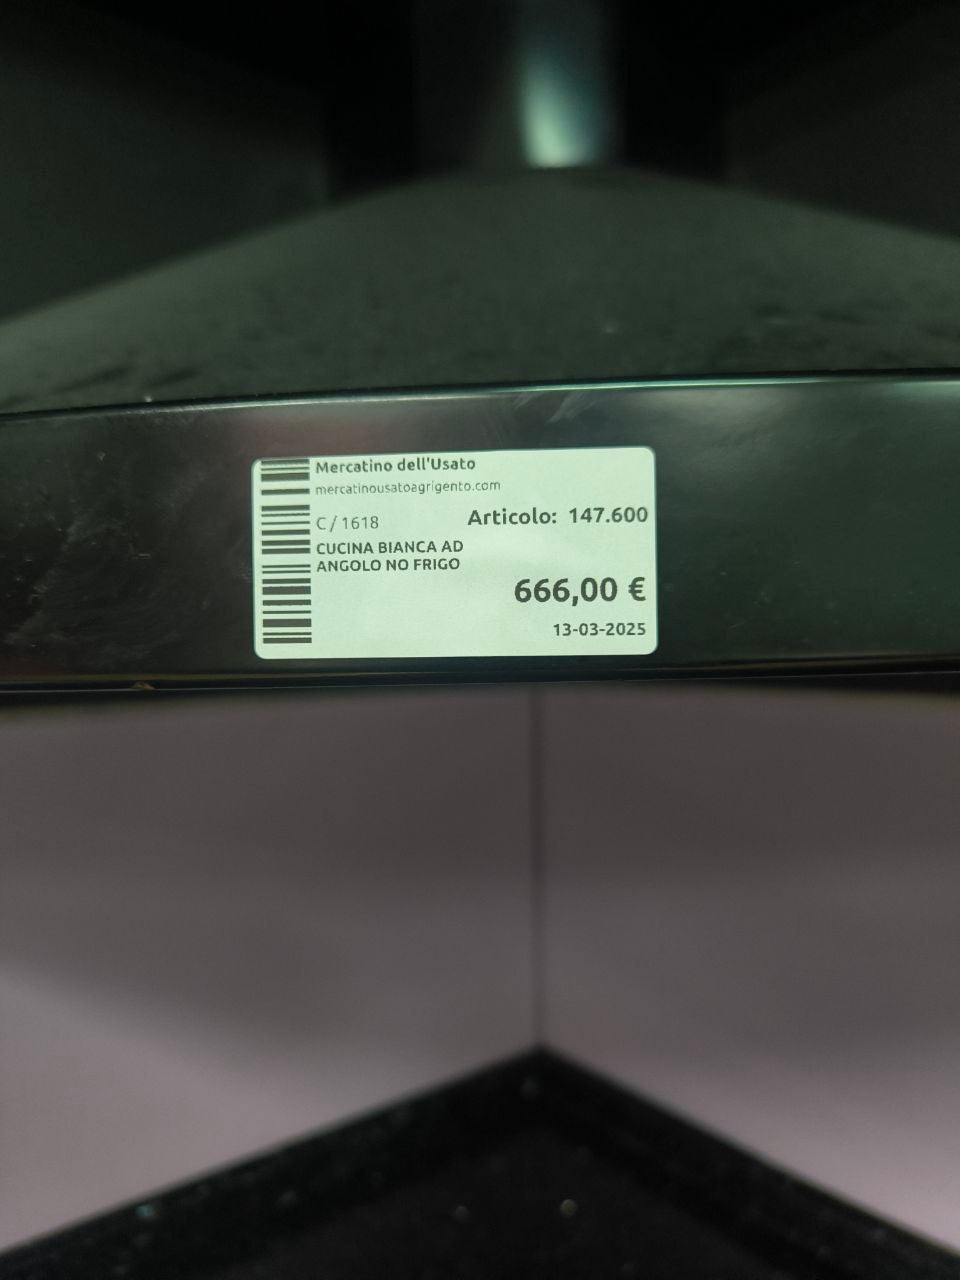 Mercatino dell'Usato
mercatinousatoagrigento.com
C / 1618 Articolo: 147.600
CUCINA BIANCA AD
ANGOLO NO FRIGO
666,00 €
13-03-2025